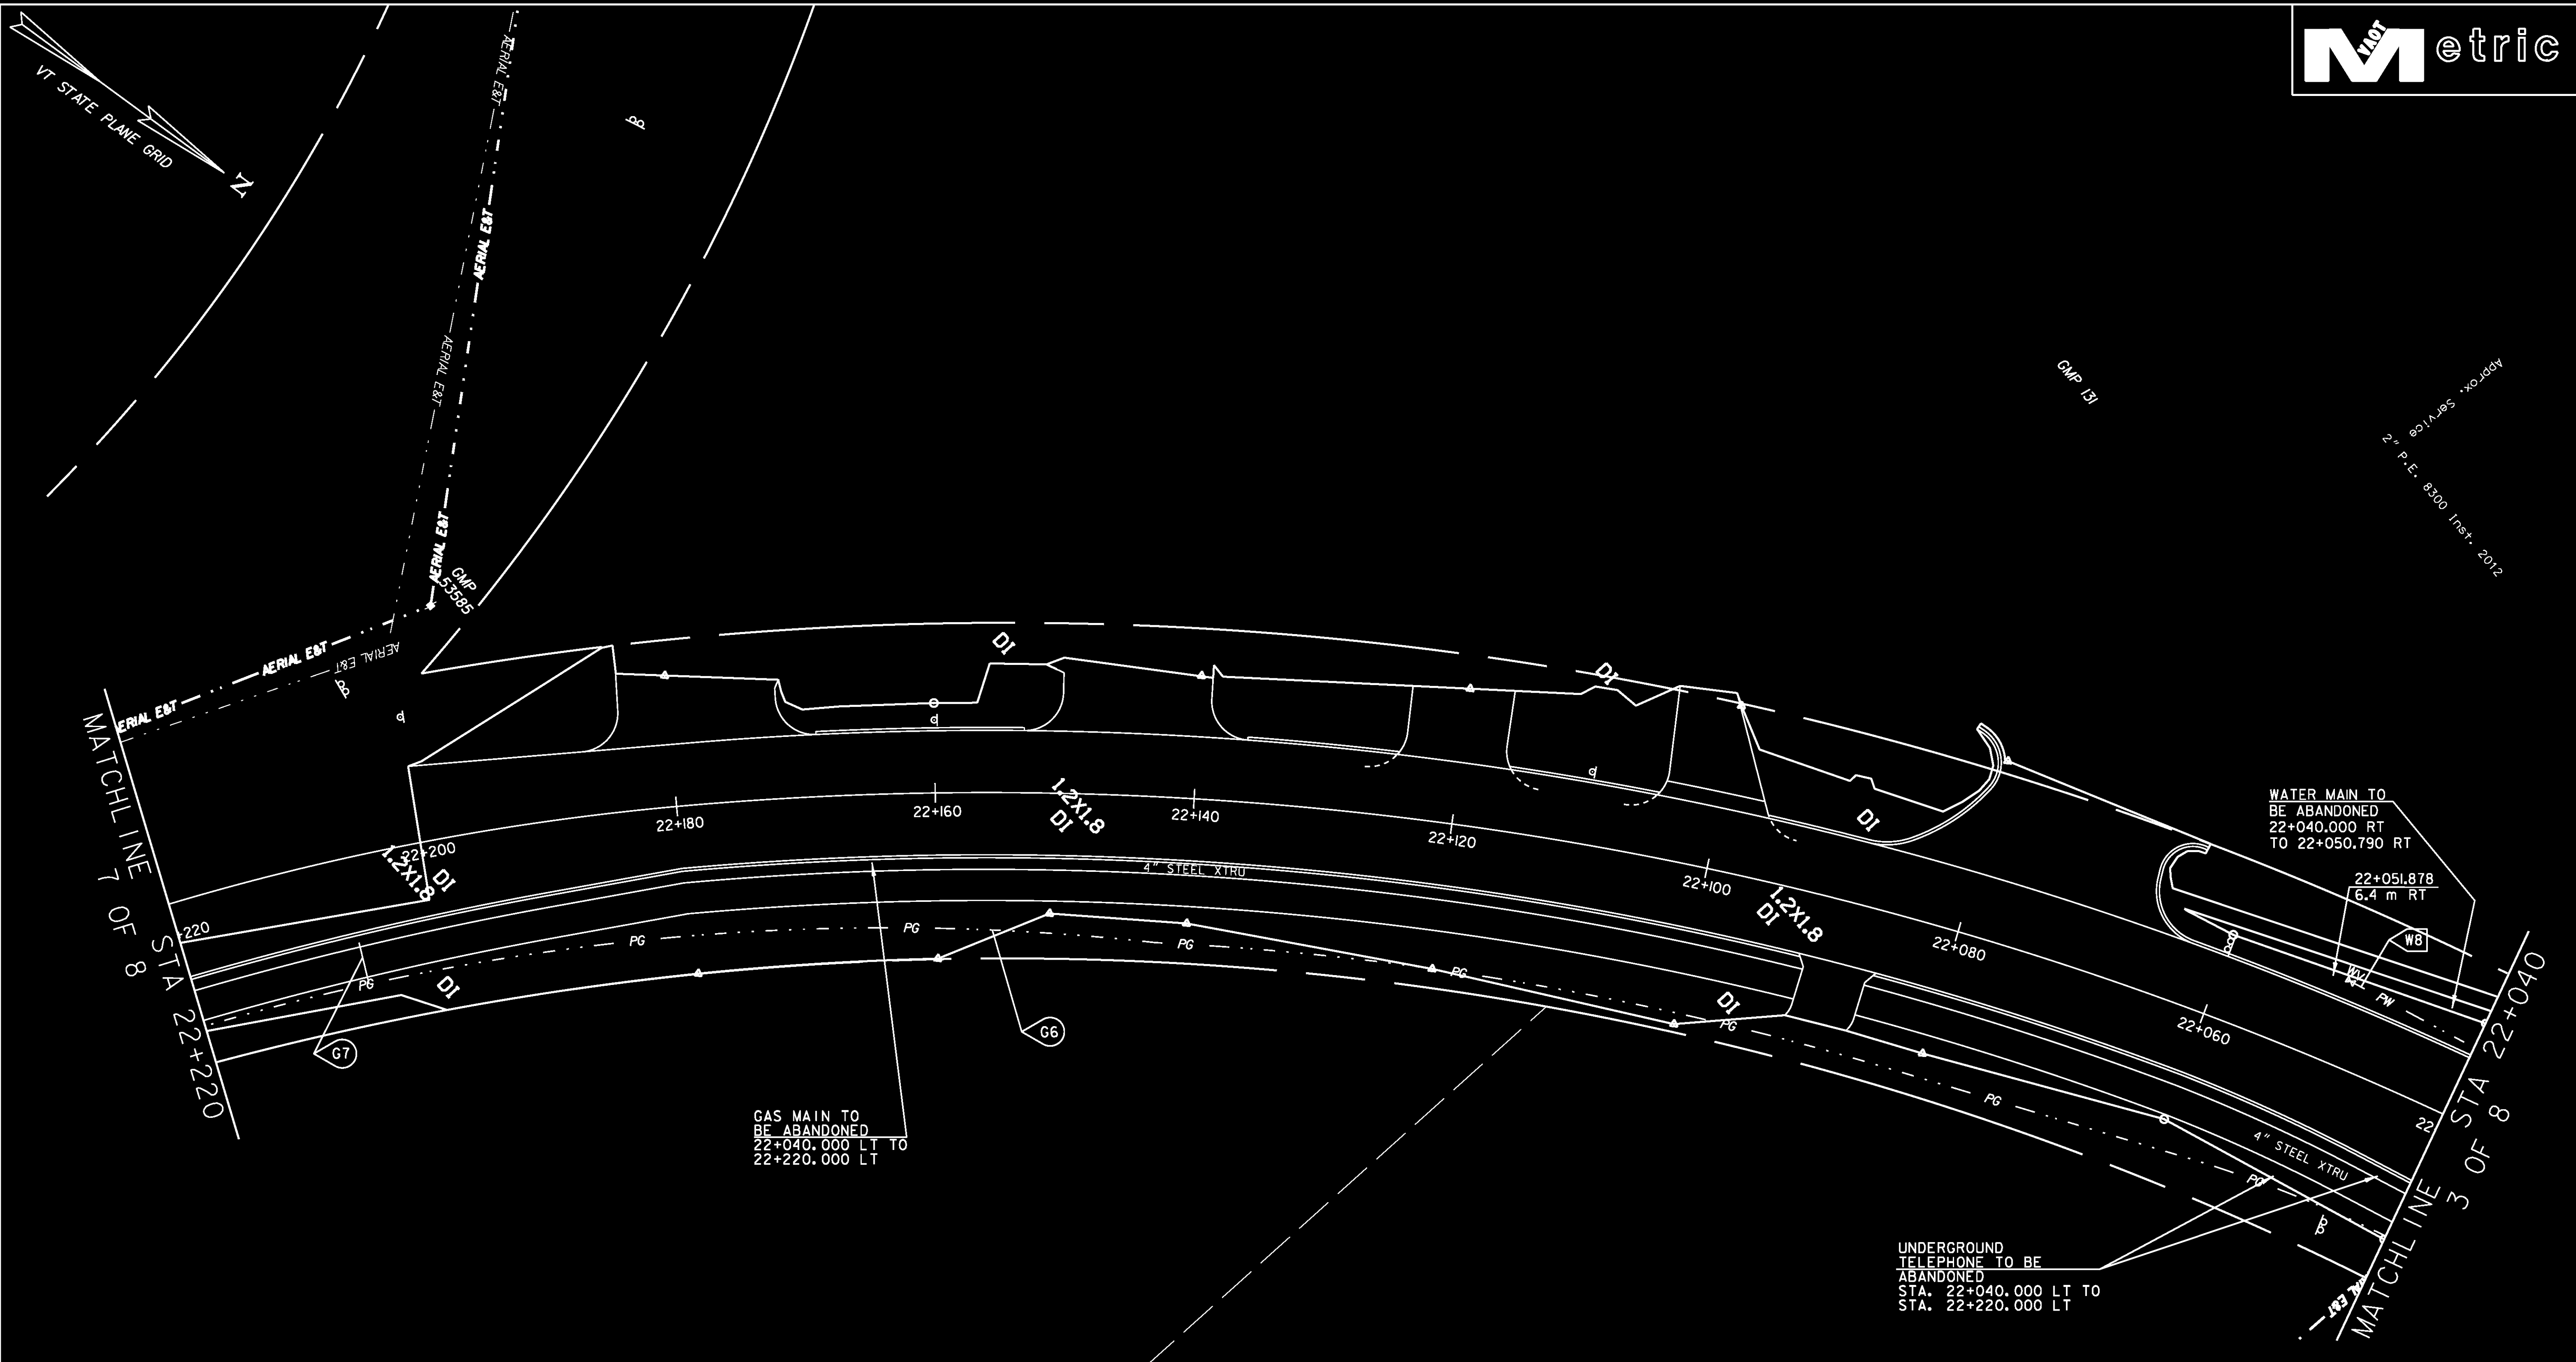 VAOT
Metric
VT STATE PLANE GRID
N
AERIAL E&T
AERIAL E&T
AERIAL E&T
AERIAL E&T
AERIAL E&T
GMP
53585
AERIAL E&T
AERIAL E&T
ERIAL E&T
GMP 131
Approx. Service
2" P.E. 8300 Inst. 2012
DI
DI
DI
MATCHLINE STA 22+220
7 OF 8
+220
22+200
22+180
22+160
22+140
22+120
22+100
22+080
22+060
22
1.2X1.8
DI
1.2X1.8
DI
1.2X1.8
DI
4" STEEL XTRU
WATER MAIN TO
BE ABANDONED
22+040.000 RT
TO 22+050.790 RT
22+051.878
6.4 m RT
W8
WV
PW
PG
PG
PG
PG
PG
PG
PG
PG
DI
DI
G7
G6
GAS MAIN TO
BE ABANDONED
22+040.000 LT TO
22+220.000 LT
4" STEEL XTRU
UNDERGROUND
TELEPHONE TO BE
ABANDONED
STA. 22+040.000 LT TO
STA. 22+220.000 LT
MATCHLINE STA 22+040
3 OF 8
IAL E&T